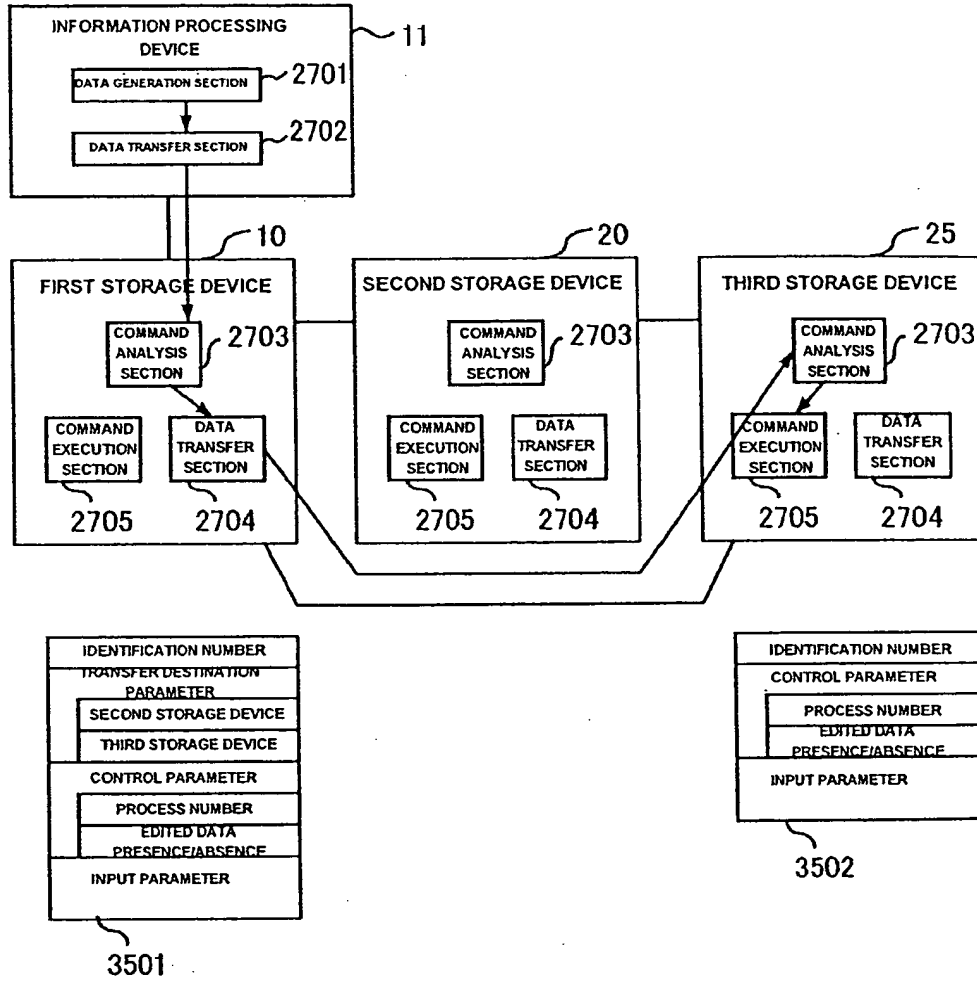 INFORMATION PROCESSING
DEVICE
11
DATA GENERATION SECTION
2701
DATA TRANSFER SECTION
2702
10
20
25
FIRST STORAGE DEVICE
COMMAND
ANALYSIS
SECTION
2703
COMMAND
EXECUTION
SECTION
2705
DATA
TRANSFER
SECTION
2704
SECOND STORAGE DEVICE
COMMAND
ANALYSIS
SECTION
2703
COMMAND
EXECUTION
SECTION
2705
DATA
TRANSFER
SECTION
2704
THIRD STORAGE DEVICE
COMMAND
ANALYSIS
SECTION
2703
COMMAND
EXECUTION
SECTION
2705
DATA
TRANSFER
SECTION
2704
IDENTIFICATION NUMBER
TRANSFER DESTINATION
PARAMETER
SECOND STORAGE DEVICE
THIRD STORAGE DEVICE
CONTROL PARAMETER
PROCESS NUMBER
EDITED DATA
PRESENCE/ABSENCE
INPUT PARAMETER
3501
IDENTIFICATION NUMBER
CONTROL PARAMETER
PROCESS NUMBER
EDITED DATA
PRESENCE/ABSENCE
INPUT PARAMETER
3502